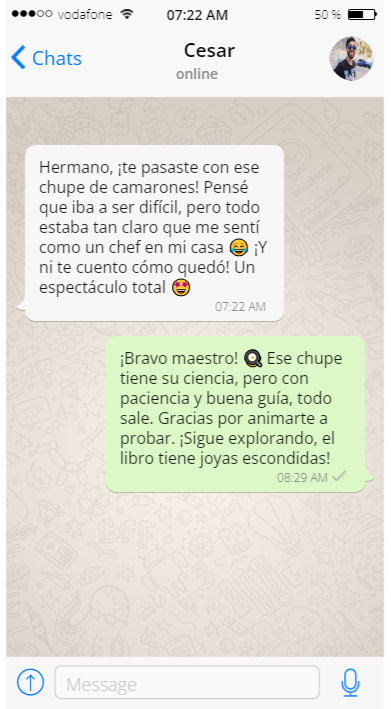 vodafone 07:22 AM 50 %
Chats Cesar
online
Hermano, ¡te pasaste con ese
chupe de camarones! Pensé
que iba a ser difícil, pero todo
estaba tan claro que me sentí
como un chef en mi casa 😂 ¡Y
ni te cuento cómo quedó! Un
espectáculo total 🤩
07:22 AM
¡Bravo maestro! 🍳 Ese chupe
tiene su ciencia, pero con
paciencia y buena guía, todo
sale. Gracias por animarte a
probar. ¡Sigue explorando, el
libro tiene joyas escondidas!
08:29 AM
Message